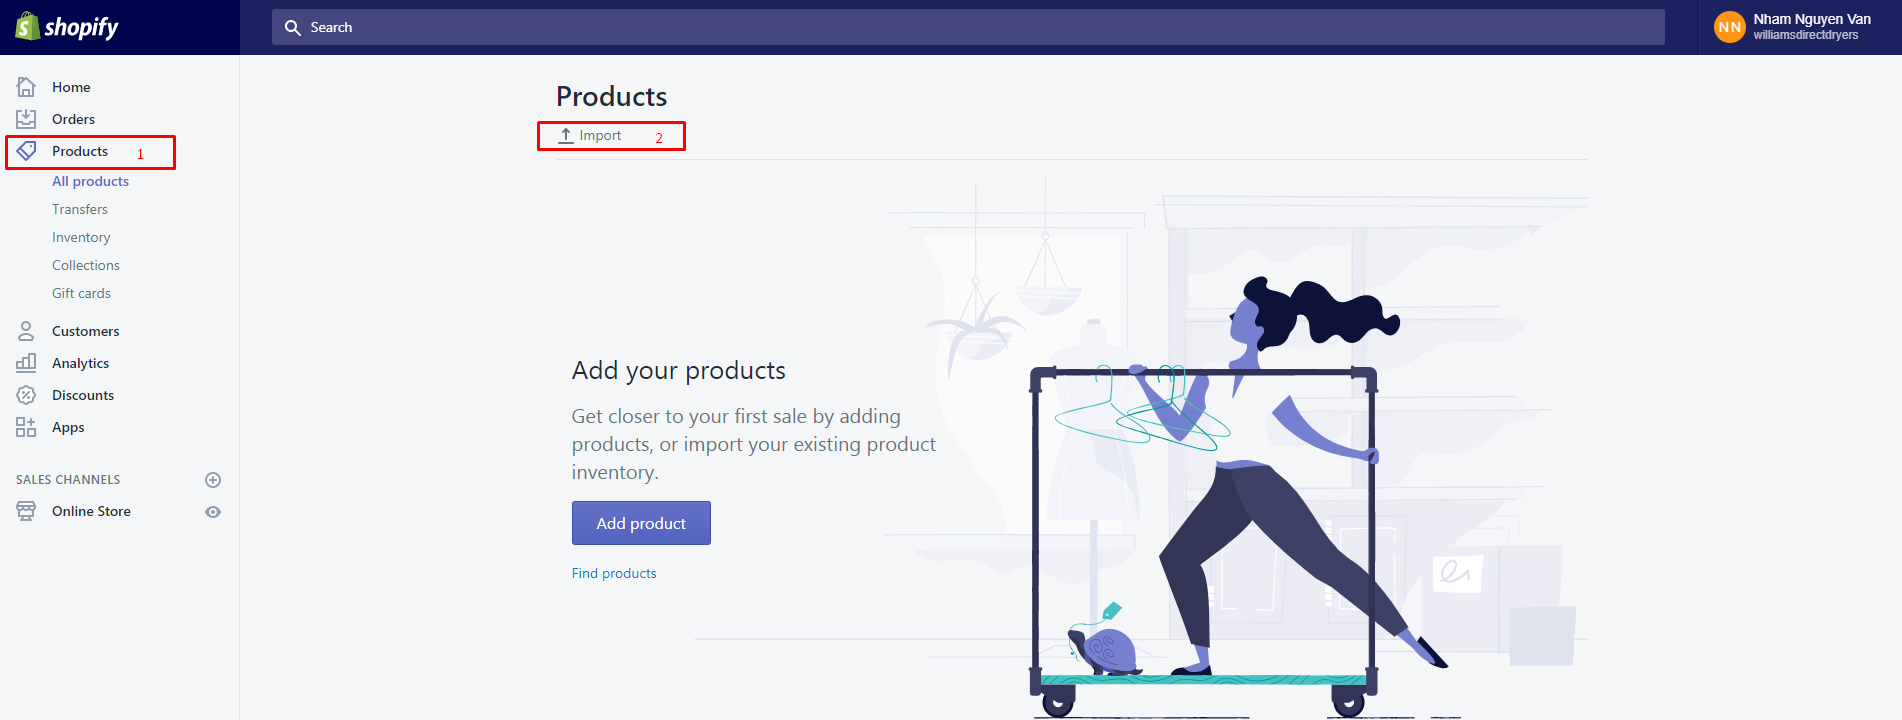 shopify
Search
NN
Nham Nguyen Van
williamsdirectdryers
Home
Orders
Products 1
All products
Transfers
Inventory
Collections
Gift cards
Customers
Analytics
Discounts
Apps
SALES CHANNELS
Online Store
Products
Import 2
Add your products
Get closer to your first sale by adding
products, or import your existing product
inventory.
Add product
Find products